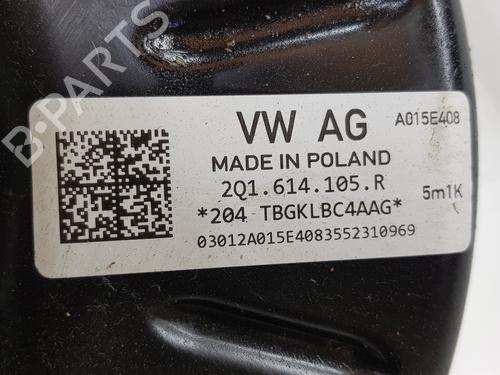 B-PARTS
VW AG
A015E408
MADE IN POLAND
2Q1.614.105.R
5m1K
*204 TBGKLBC4AAG*
03012A015E4083552310969